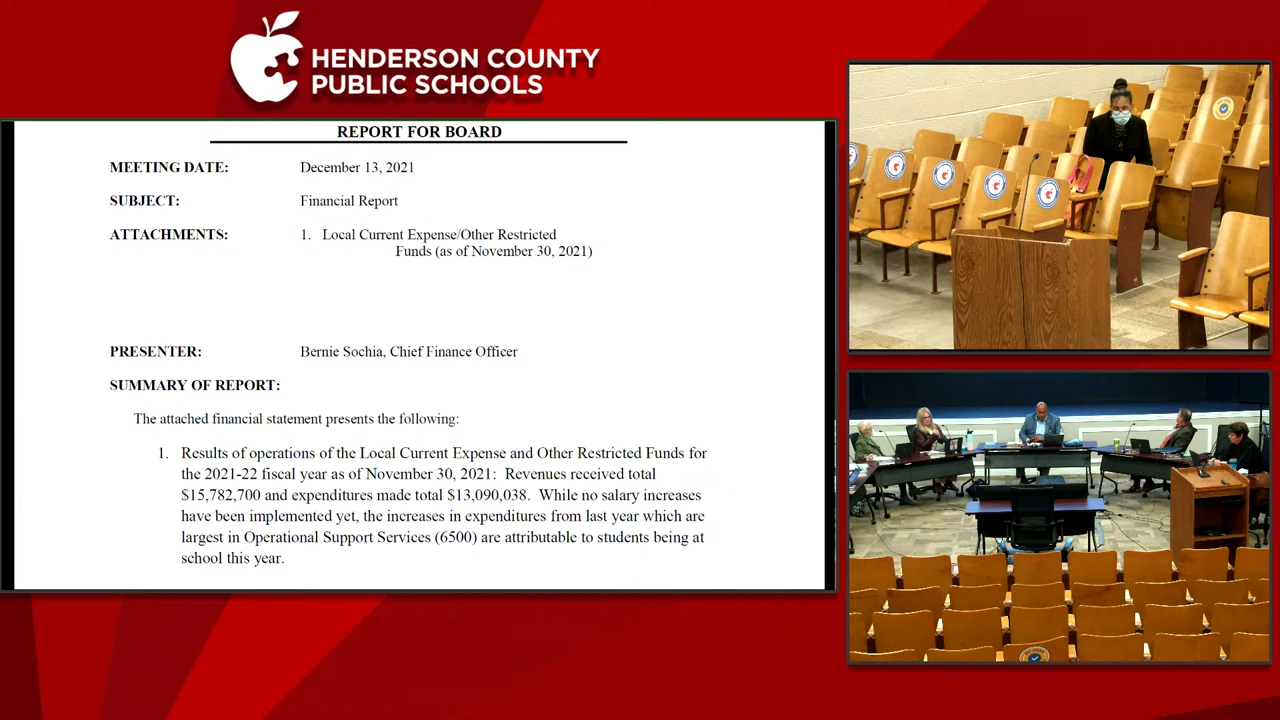 HENDERSON COUNTY
PUBLIC SCHOOLS
REPORT FOR BOARD
MEETING DATE: December 13, 2021
SUBJECT: Financial Report
ATTACHMENTS: 1. Local Current Expense/Other Restricted
Funds (as of November 30, 2021)
PRESENTER: Bernie Sochia, Chief Finance Officer
SUMMARY OF REPORT:
The attached financial statement presents the following:
1. Results of operations of the Local Current Expense and Other Restricted Funds for
the 2021-22 fiscal year as of November 30, 2021: Revenues received total
$15,782,700 and expenditures made total $13,090,038. While no salary increases
have been implemented yet, the increases in expenditures from last year which are
largest in Operational Support Services (6500) are attributable to students being at
school this year.